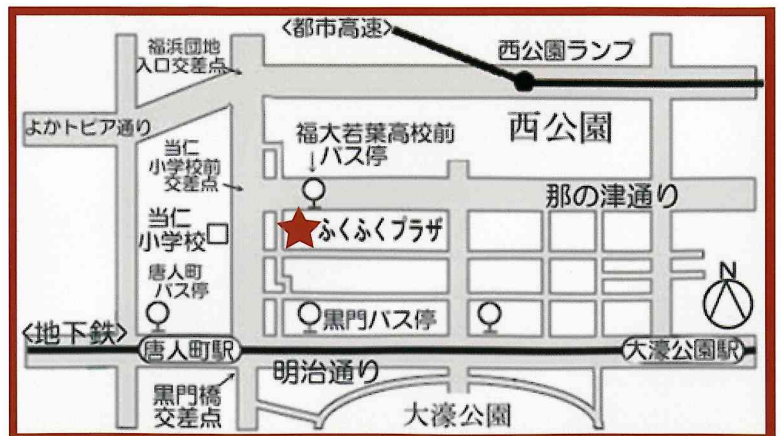 〈都市高速〉
福浜団地
入口交差点
西公園ランプ
よかトピア通り
西公園
福大若葉高校前
↓バス停
当仁
小学校前
交差点
那の津通り
当仁
小学校
ふくふくプラザ
唐人町
バス停
N
黒門バス停
〈地下鉄〉
唐人町駅
大濠公園駅
明治通り
黒門橋
交差点
大濠公園